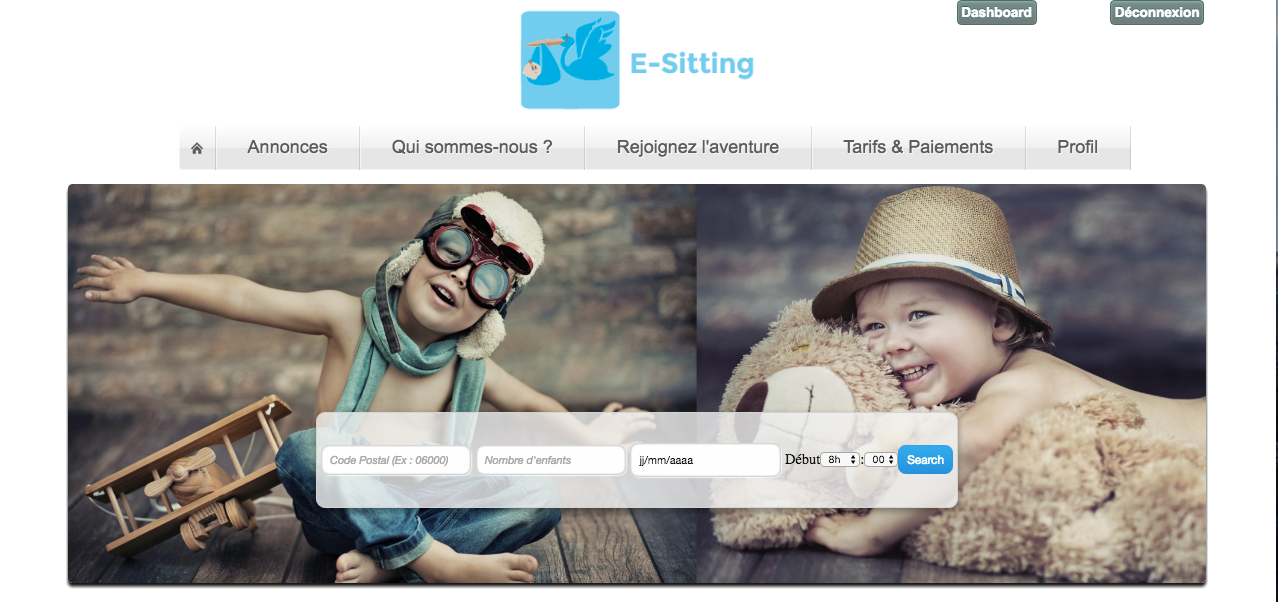 Dashboard
Déconnexion
E-Sitting
Annonces
Qui sommes-nous ?
Rejoignez l'aventure
Tarifs & Paiements
Profil
Code Postal (Ex : 06000)
Nombre d'enfants
jj/mm/aaaa
Début 8h : 00
Search